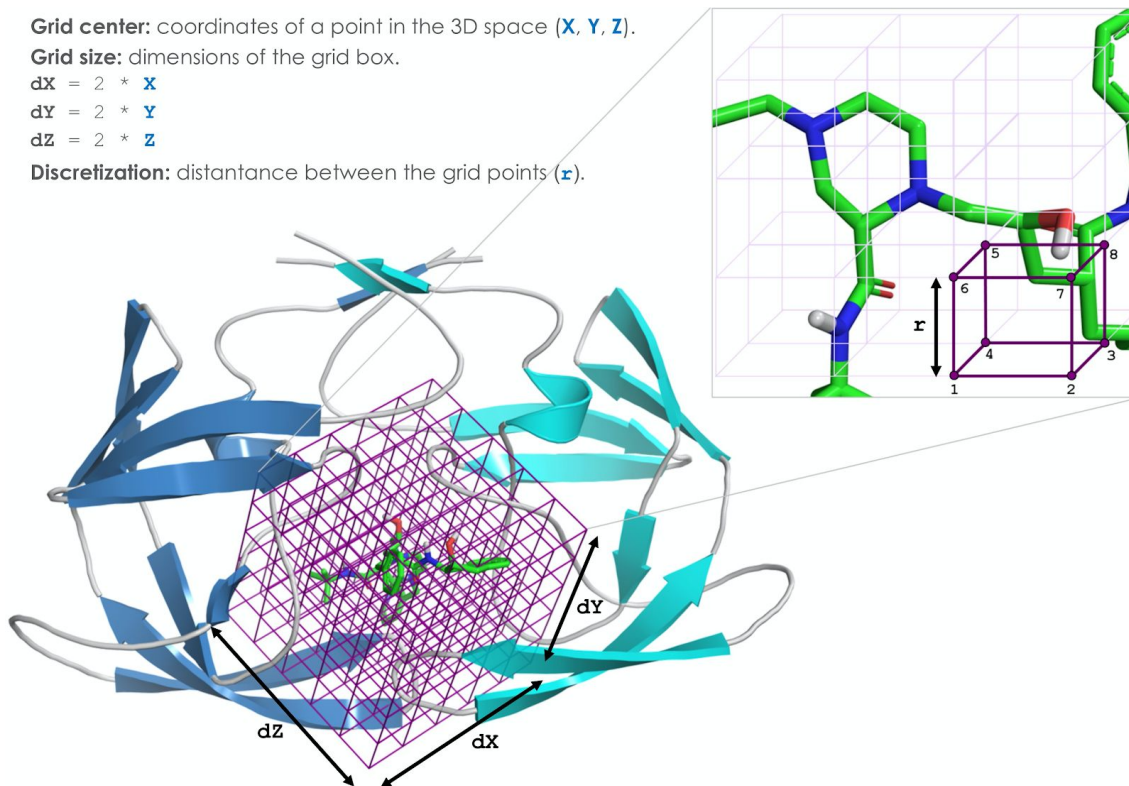 Grid center: coordinates of a point in the 3D space (X, Y, Z).
Grid size: dimensions of the grid box.
dX = 2 * X
dY = 2 * Y
dZ = 2 * Z
Discretization: distantance between the grid points (r).
5
8
6
7
r
4
3
1
2
dY
dZ
dX